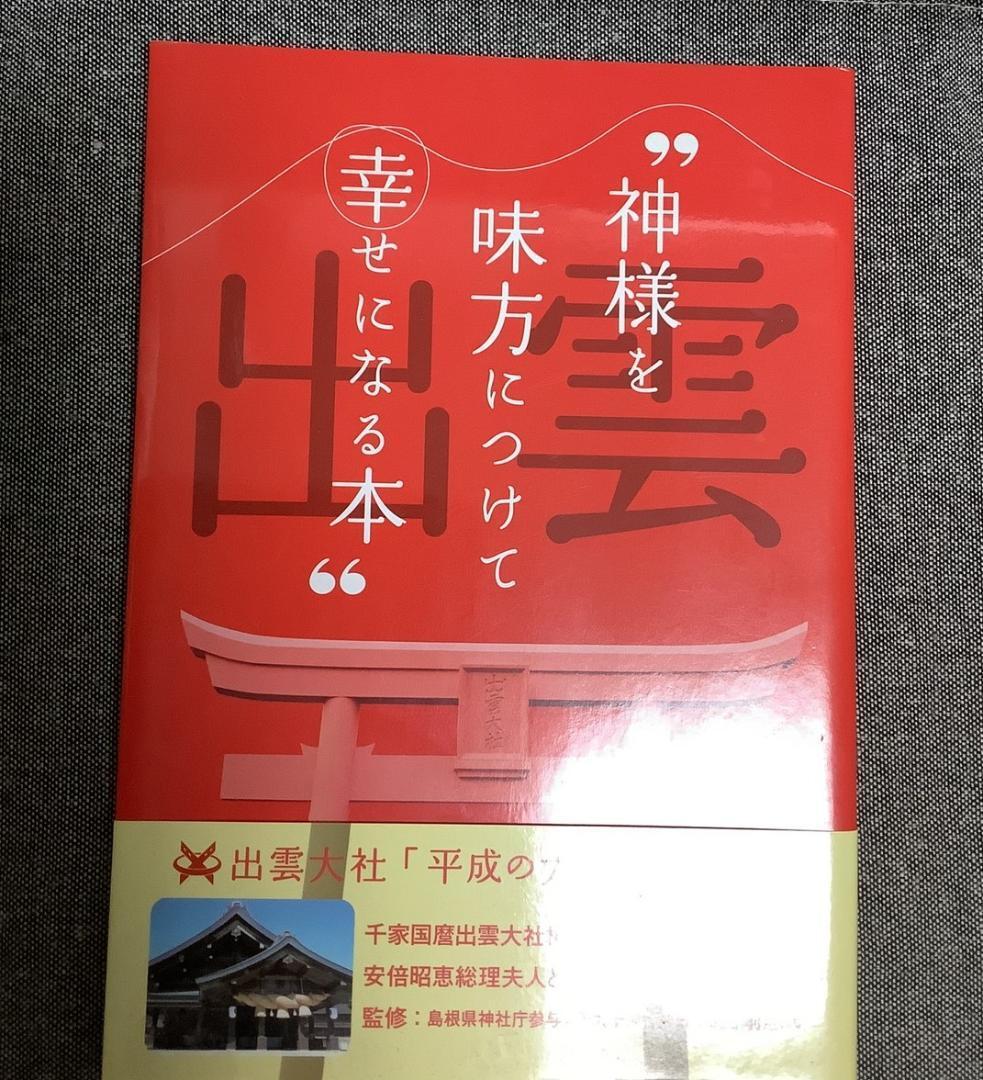 ”神様を
味方につけて
幸せになる本“
出雲
出雲大社
出雲大社「平成の
千家国麿出雲大社
安倍昭恵総理夫人と
監修：島根県神社庁参与